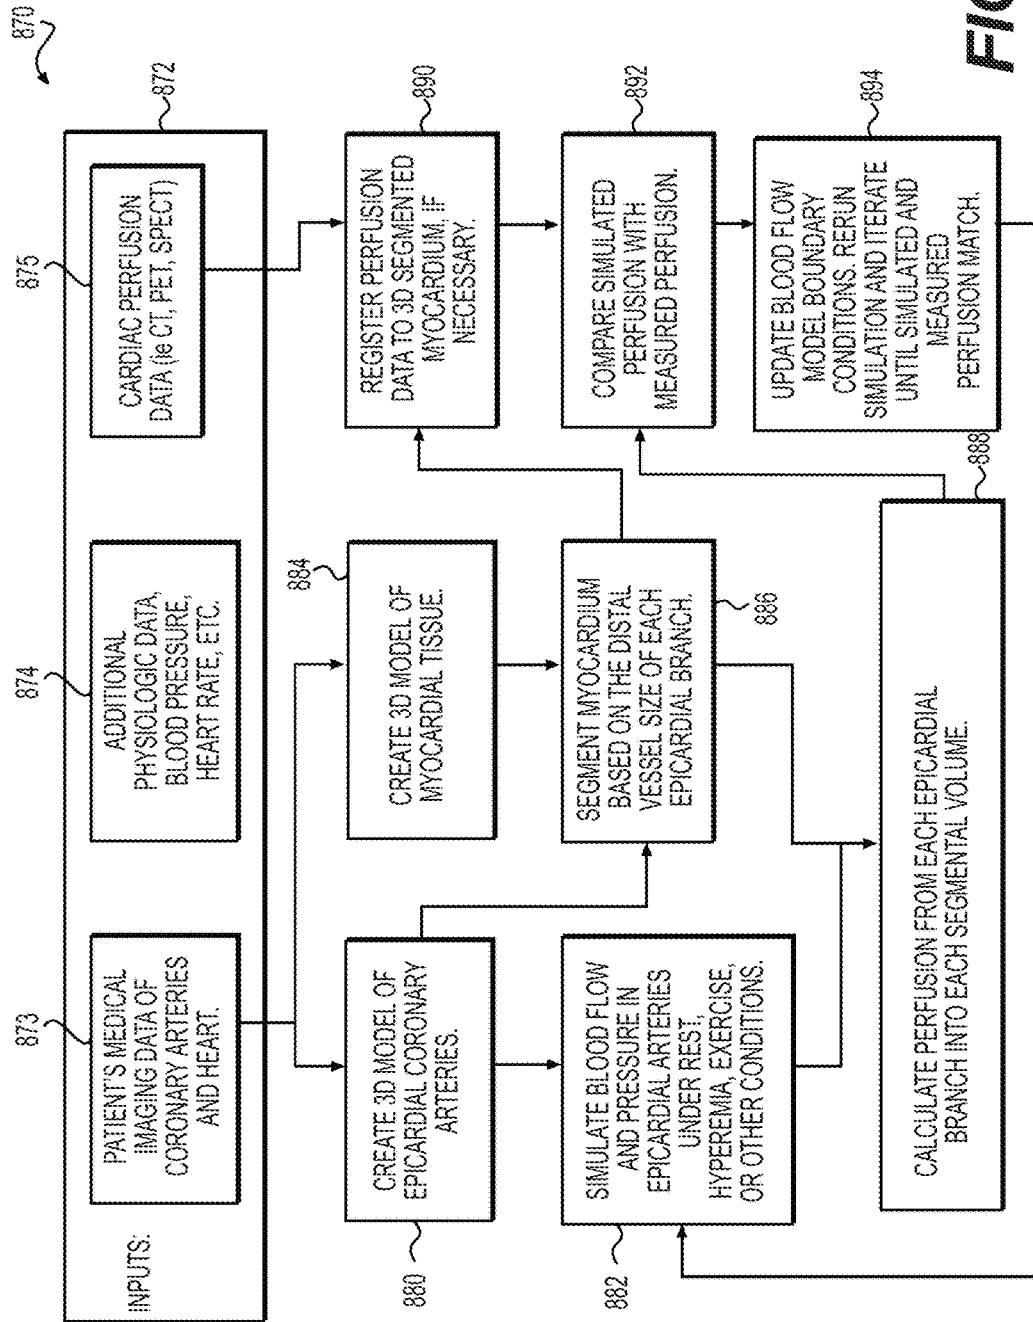 870
872
INPUTS:
873
PATIENT'S MEDICAL
IMAGING DATA OF
CORONARY ARTERIES
AND HEART.
874
ADDITIONAL
PHYSIOLOGIC DATA,
BLOOD PRESSURE,
HEART RATE, ETC.
875
CARDIAC PERFUSION
DATA (ie CT, PET, SPECT)
880
CREATE 3D MODEL OF
EPICARDIAL CORONARY
ARTERIES.
884
CREATE 3D MODEL OF
MYOCARDIAL TISSUE.
890
REGISTER PERFUSION
DATA TO 3D SEGMENTED
MYOCARDIUM, IF
NECESSARY.
882
SIMULATE BLOOD FLOW
AND PRESSURE IN
EPICARDIAL ARTERIES
UNDER REST,
HYPEREMIA, EXERCISE,
OR OTHER CONDITIONS.
886
SEGMENT MYOCARDIUM
BASED ON THE DISTAL
VESSEL SIZE OF EACH
EPICARDIAL BRANCH.
892
COMPARE SIMULATED
PERFUSION WITH
MEASURED PERFUSION.
888
CALCULATE PERFUSION FROM EACH EPICARDIAL
BRANCH INTO EACH SEGMENTAL VOLUME.
894
UPDATE BLOOD FLOW
MODEL BOUNDARY
CONDITIONS. RERUN
SIMULATION AND ITERATE
UNTIL SIMULATED AND
MEASURED
PERFUSION MATCH.